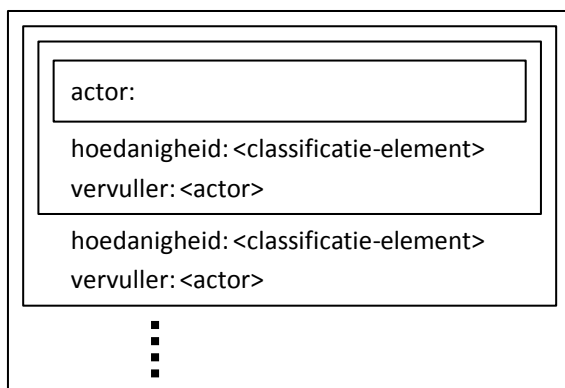 actor:
hoedanigheid: <classificatie-element>
vervuller: <actor>
hoedanigheid: <classificatie-element>
vervuller: <actor>